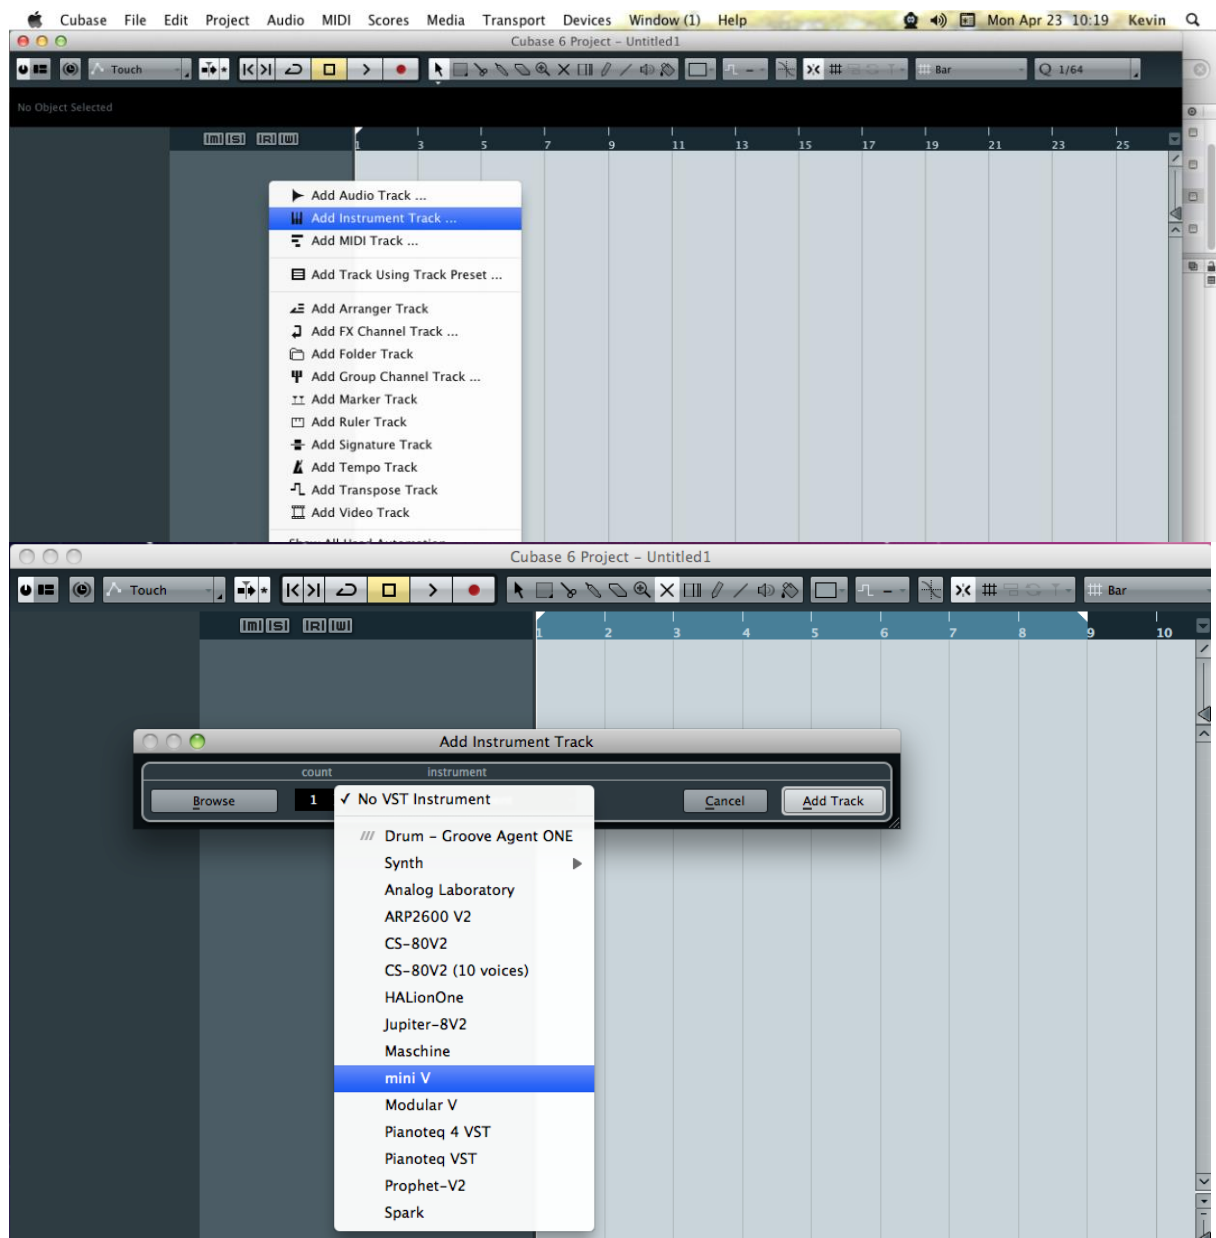 Cubase File Edit Project Audio MIDI Scores Media Transport Devices Window (1) Help Mon Apr 23 10:19 Kevin
Cubase 6 Project – Untitled1
Touch Bar Q 1/64
No Object Selected
M S R W 1 3 5 7 9 11 13 15 17 19 21 23 25
Add Audio Track ...
Add Instrument Track ...
Add MIDI Track ...
Add Track Using Track Preset ...
Add Arranger Track
Add FX Channel Track ...
Add Folder Track
Add Group Channel Track ...
Add Marker Track
Add Ruler Track
Add Signature Track
Add Tempo Track
Add Transpose Track
Add Video Track
Show All Used Automation
Cubase 6 Project – Untitled1
Touch Bar
M S R W 1 2 3 4 5 6 7 8 9 10
Add Instrument Track
count instrument
Browse 1 ✓ No VST Instrument Cancel Add Track
/// Drum – Groove Agent ONE
Synth
Analog Laboratory
ARP2600 V2
CS–80V2
CS–80V2 (10 voices)
HALionOne
Jupiter–8V2
Maschine
mini V
Modular V
Pianoteq 4 VST
Pianoteq VST
Prophet–V2
Spark